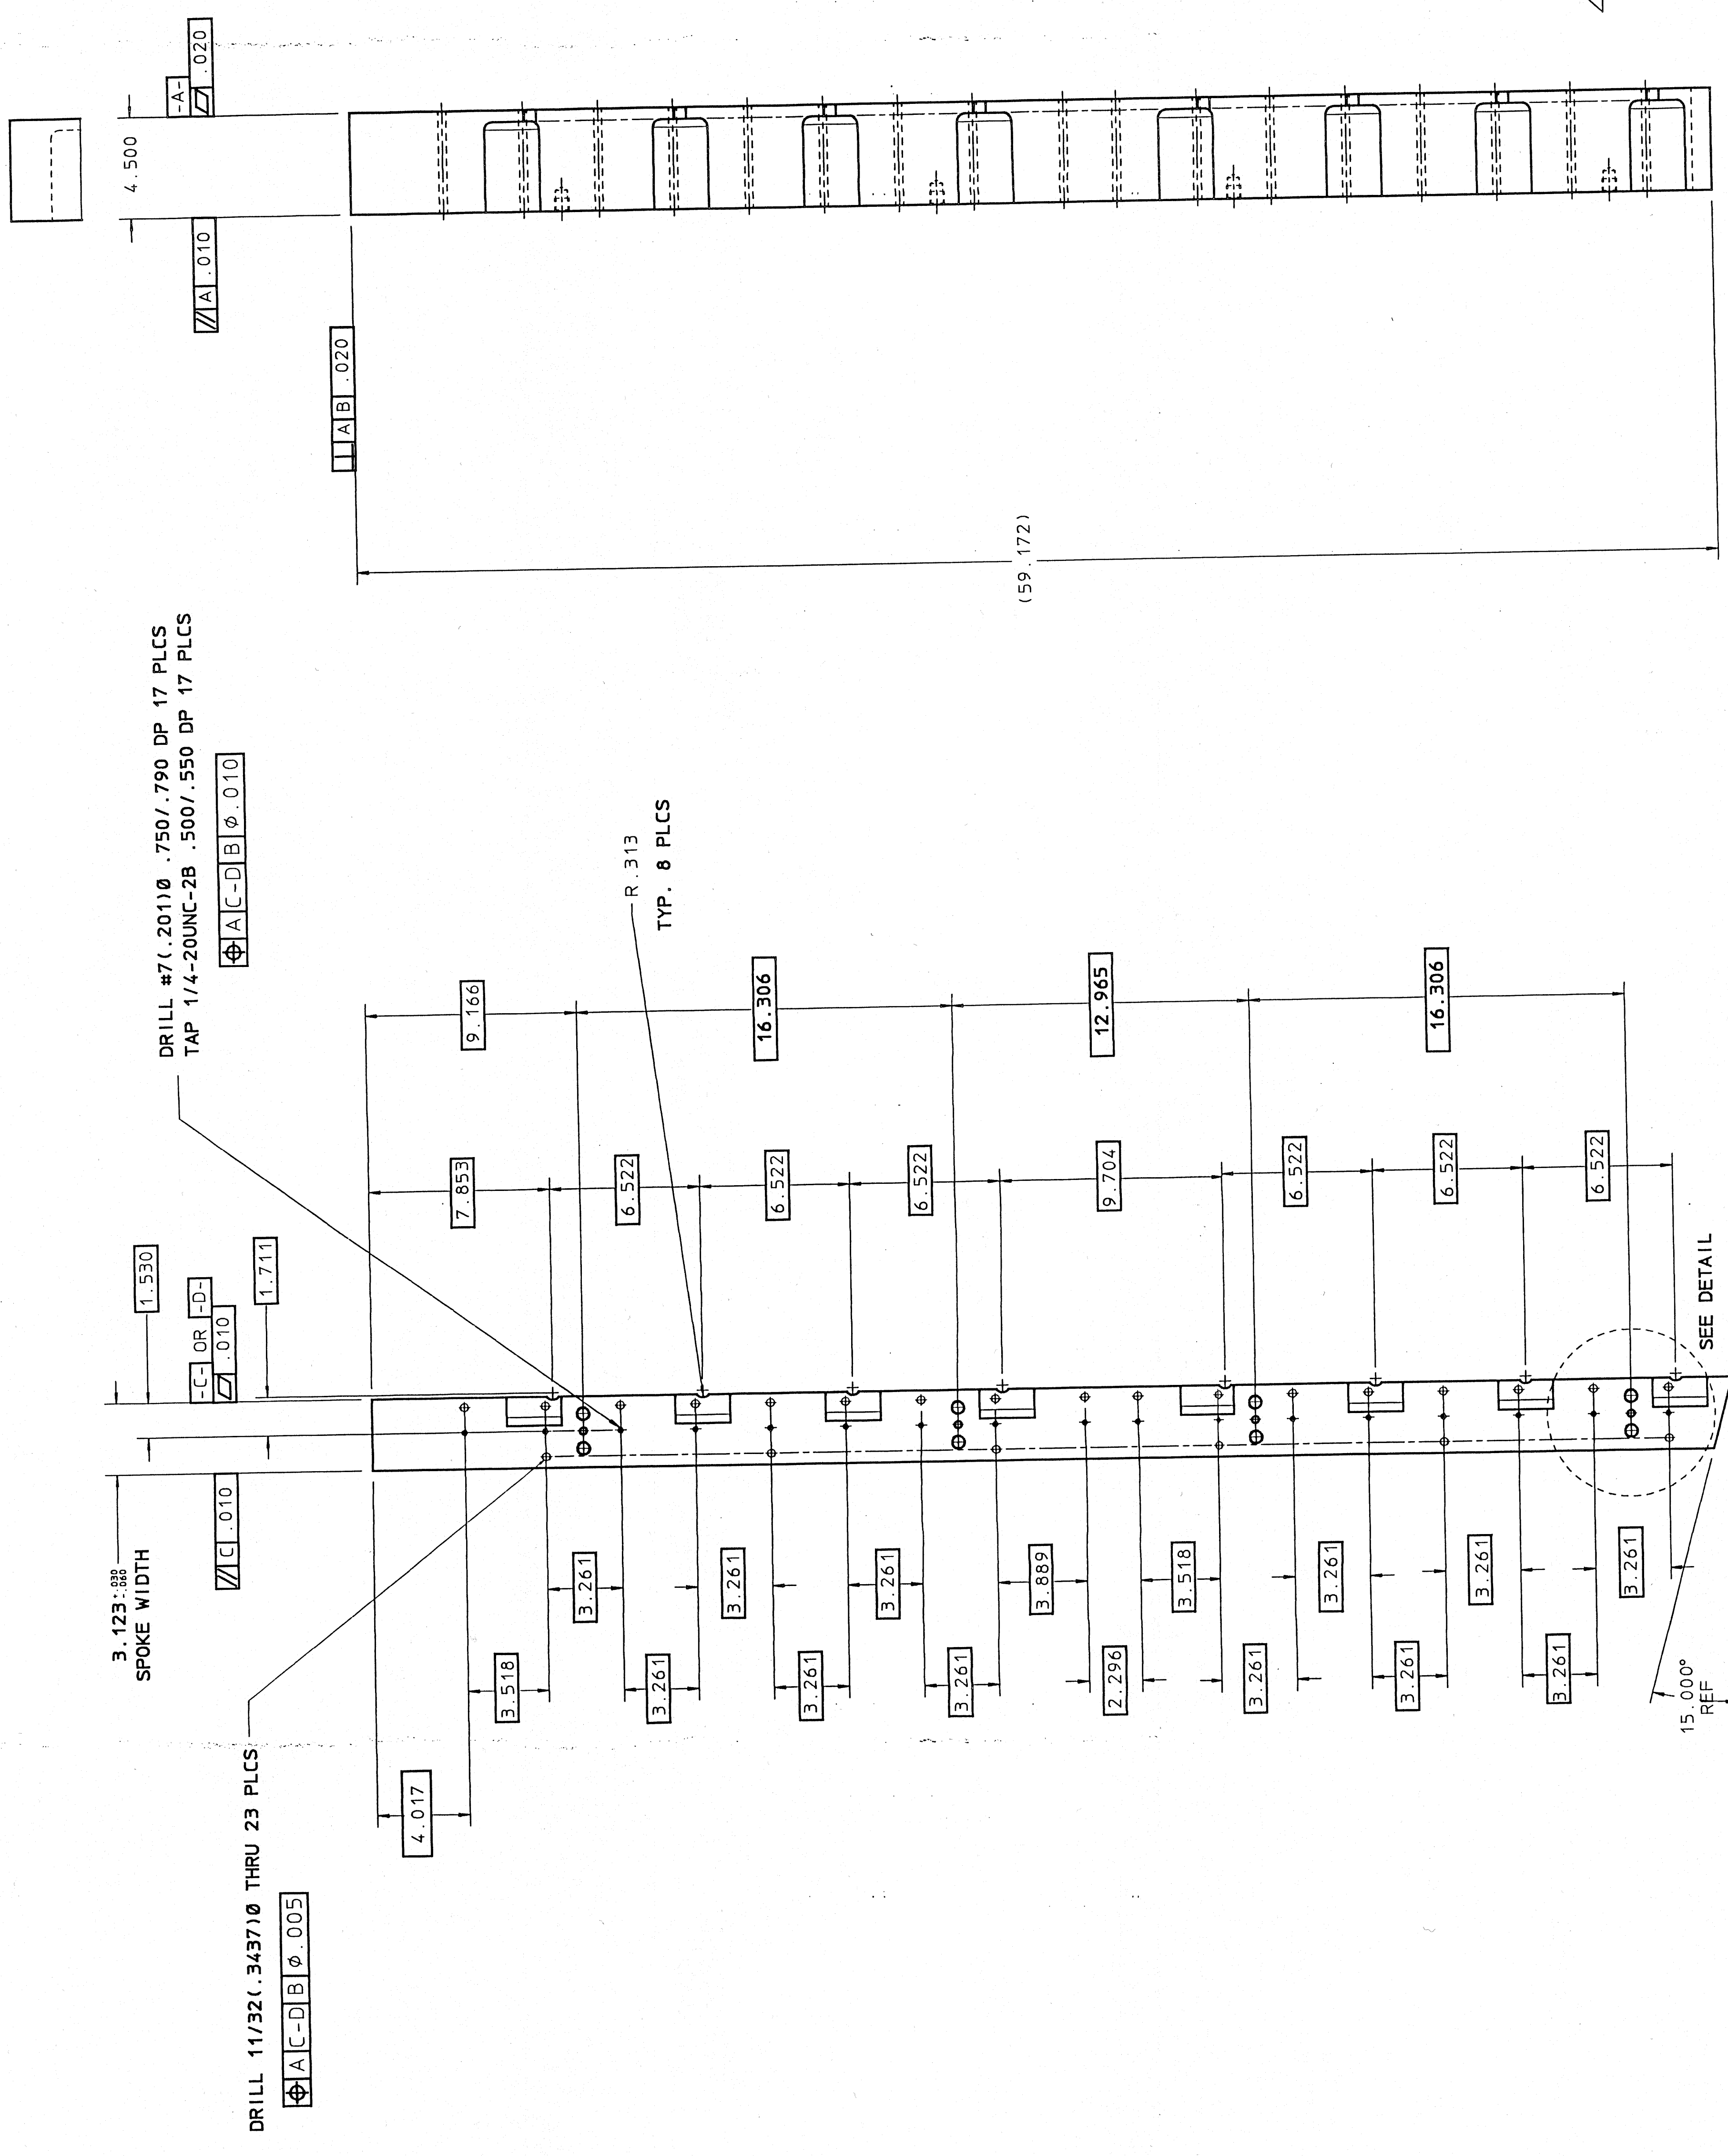 4.500
-A-
.020
A .010
A B .020
(59.172)
DRILL #7(.201)Ø .750/.790 DP 17 PLCS
TAP 1/4-20UNC-2B .500/.550 DP 17 PLCS
A C-D B Ø .010
R.313
TYP. 8 PLCS
9.166
16.306
12.965
16.306
7.853
6.522
6.522
6.522
9.704
6.522
6.522
6.522
1.530
-C- OR -D-
.010
1.711
SEE DETAIL
3.123 .030
.060
SPOKE WIDTH
C .010
3.261
3.261
3.261
3.889
3.518
3.261
3.261
3.261
3.518
3.261
3.261
3.261
2.296
3.261
3.261
3.261
4.017
15.000°
REF
DRILL 11/32(.3437)Ø THRU 23 PLCS
A C-D B Ø .005